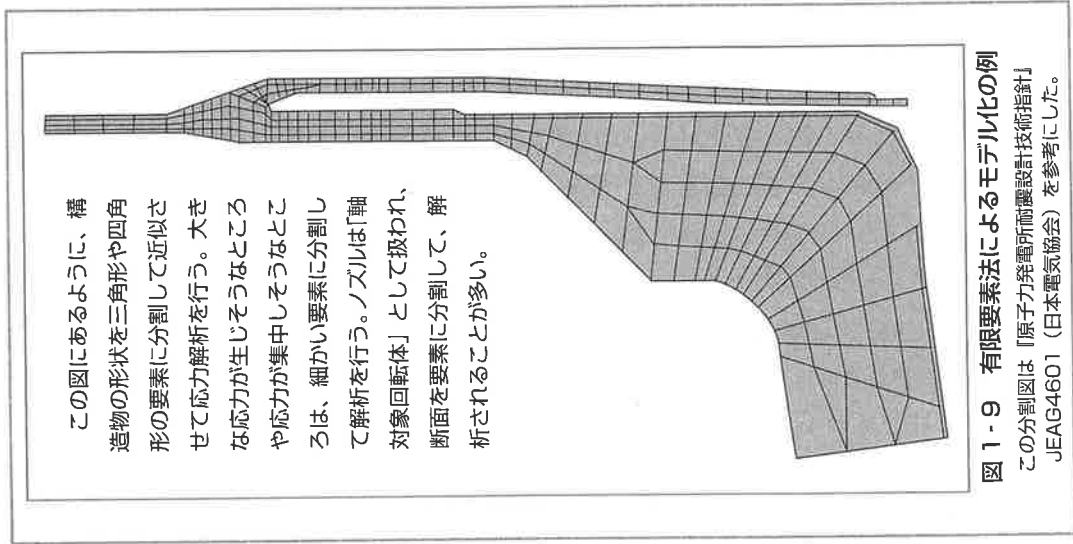 この図にあるように、構
造物の形状を三角形や四角
形の要素に分割して近似さ
せて応力解析を行う。大き
な応力が生じそうなところ
や応力が集中しそうなとこ
ろは、細かい要素に分割し
て解析を行う。ノズルは「軸
対象回転体」として扱われ、
断面を要素に分割して、解
析されることが多い。
図1-9 有限要素法によるモデル化の例
この分割図は『原子力発電所耐震設計技術指針』
JEAG4601（日本電気協会）を参考にした。